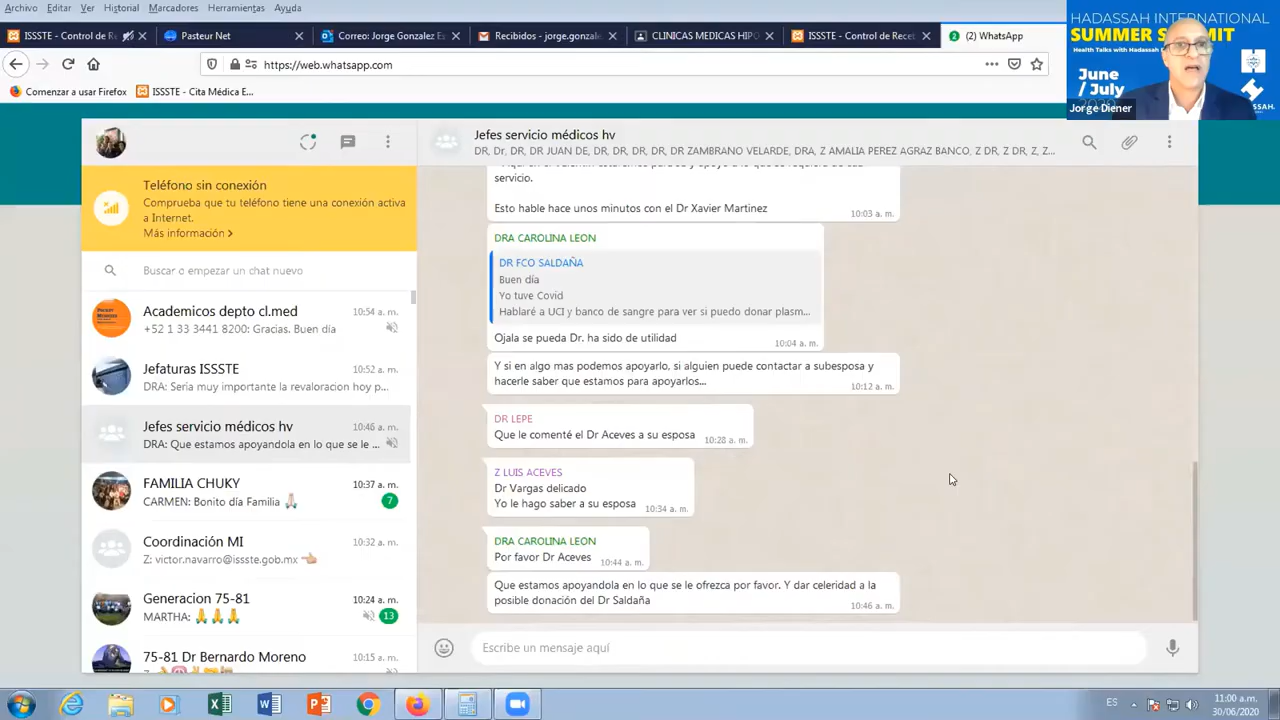 Archivo Editar Ver Historial Marcadores Herramientas Ayuda
ISSSTE - Control de Re
Pasteur Net
Correo: Jorge Gonzalez Es
Recibidos - jorge.gonzale
CLINICAS MEDICAS HIPO
ISSSTE - Control de Recet
(2) WhatsApp
https://web.whatsapp.com
Comenzar a usar Firefox
ISSSTE - Cita Médica E...
HADASSAH INTERNATIONAL
SUMMER SUMMIT
Health Talks with Hadassah
June
/ July
Jorge Diener
Teléfono sin conexión
Comprueba que tu teléfono tiene una conexión activa
a Internet.
Más información
Buscar o empezar un chat nuevo
Academicos depto cl.med
10:54 a. m.
+52 1 33 3441 8200: Gracias. Buen día
Jefaturas ISSSTE
10:52 a. m.
DRA: Sería muy importante la revaloracion hoy p...
Jefes servicio médicos hv
10:46 a. m.
DRA: Que estamos apoyandola en lo que se le ...
FAMILIA CHUKY
10:37 a. m.
CARMEN: Bonito día Familia 🙏🏻
7
Coordinación MI
10:32 a. m.
Z: victor.navarro@issste.gob.mx 👈🏼
Generacion 75-81
10:24 a. m.
MARTHA: 🙏🙏🙏
13
75-81 Dr Bernardo Moreno
10:15 a. m.
Jefes servicio médicos hv
DR, Dr, DR, DR JUAN DE, DR, DR, DR, DR, DR ZAMBRANO VELARDE, DRA, Z AMALIA PEREZ AGRAZ BANCO, Z DR, Z DR, Z, Z...
servicio.
Esto hable hace unos minutos con el Dr Xavier Martinez
10:03 a. m.
DRA CAROLINA LEON
DR FCO SALDAÑA
Buen día
Yo tuve Covid
Hablaré a UCI y banco de sangre para ver si puedo donar plasm...
Ojala se pueda Dr. ha sido de utilidad
10:04 a. m.
Y si en algo mas podemos apoyarlo, si alguien puede contactar a subesposa y
hacerle saber que estamos para apoyarlos...
10:12 a. m.
DR LEPE
Que le comenté el Dr Aceves a su esposa
10:28 a. m.
Z LUIS ACEVES
Dr Vargas delicado
Yo le hago saber a su esposa
10:34 a. m.
DRA CAROLINA LEON
Por favor Dr Aceves
10:44 a. m.
Que estamos apoyandola en lo que se le ofrezca por favor. Y dar celeridad a la
posible donación del Dr Saldaña
10:46 a. m.
Escribe un mensaje aquí
ES
11:00 a.m.
30/06/2020